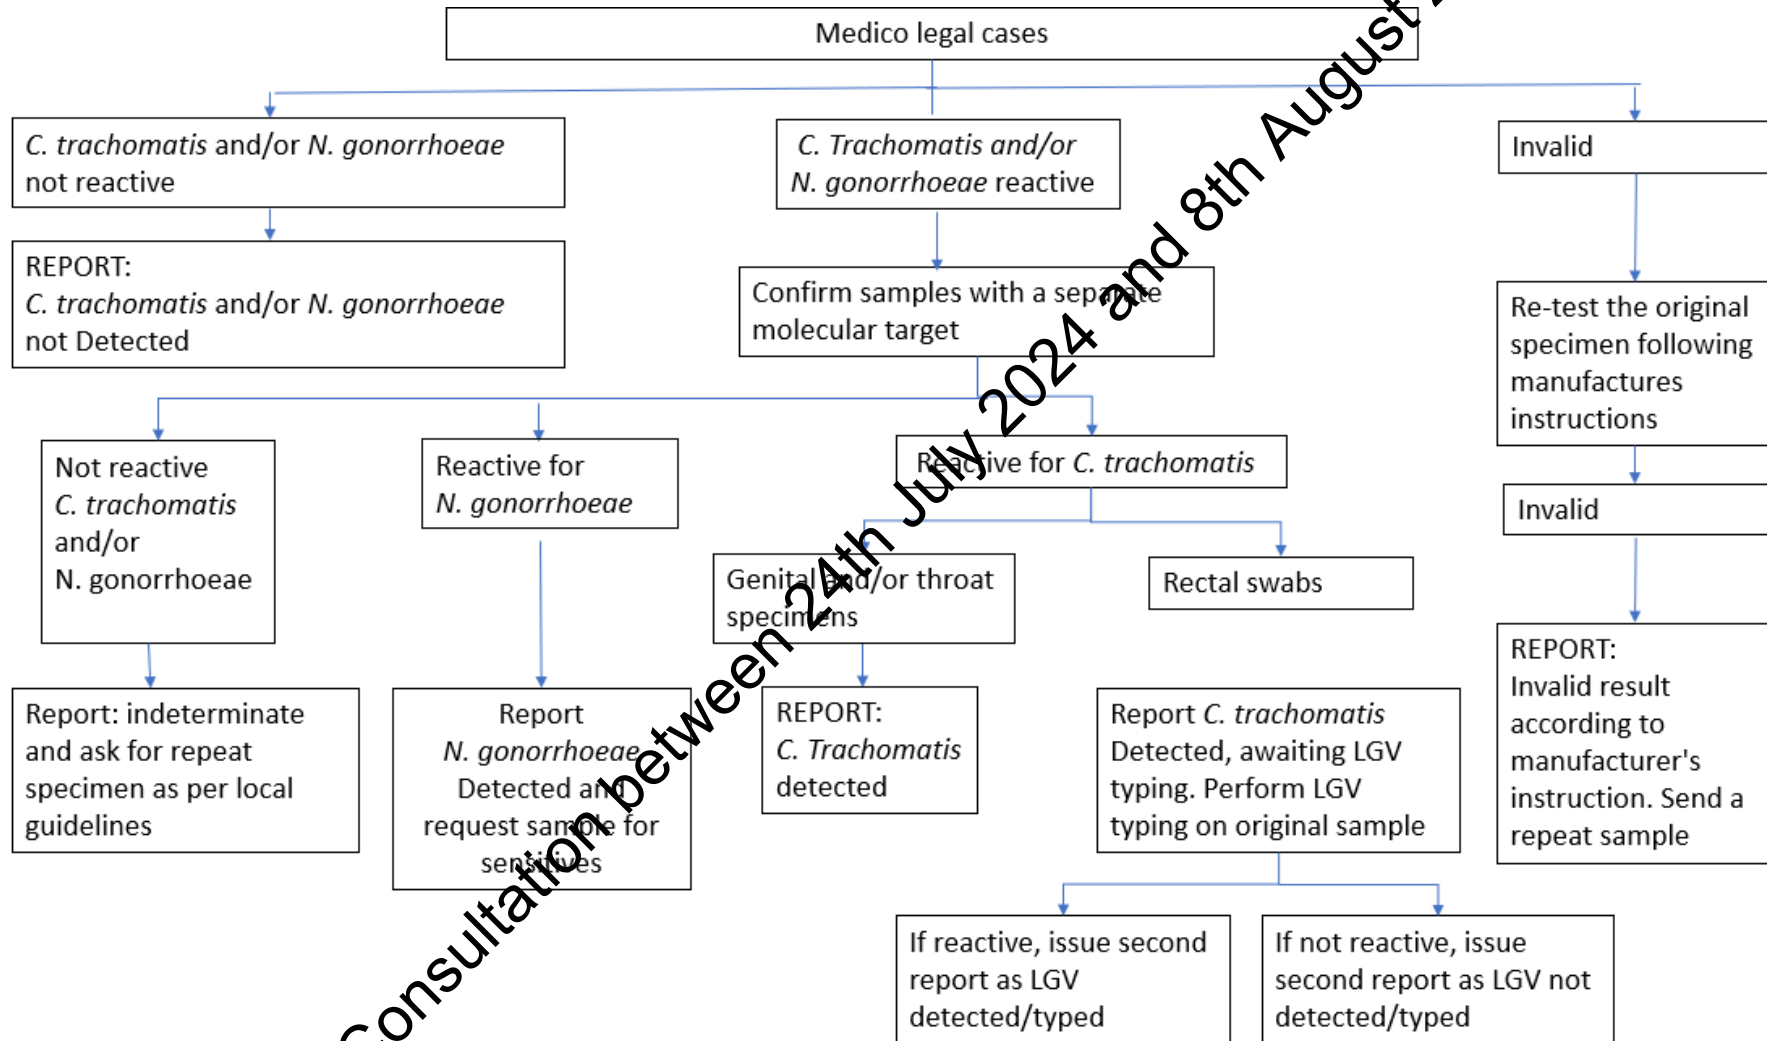 Medico legal cases
C. trachomatis and/or N. gonorrhoeae
not reactive
C. Trachomatis and/or
N. gonorrhoeae reactive
Invalid
REPORT:
C. trachomatis and/or N. gonorrhoeae
not Detected
Confirm samples with a separate
molecular target
Re-test the original
specimen following
manufactures
instructions
Not reactive
C. trachomatis
and/or
N. gonorrhoeae
Reactive for
N. gonorrhoeae
Reactive for C. trachomatis
Invalid
Genital and/or throat
specimens
Rectal swabs
Report: indeterminate
and ask for repeat
specimen as per local
guidelines
Report
N. gonorrhoeae
Detected and
request sample for
sensitives
REPORT:
C. Trachomatis
detected
Report C. trachomatis
Detected, awaiting LGV
typing. Perform LGV
typing on original sample
REPORT:
Invalid result
according to
manufacturer's
instruction. Send a
repeat sample
If reactive, issue second
report as LGV
detected/typed
If not reactive, issue
second report as LGV not
detected/typed
Consultation between 24th July 2024 and 8th August